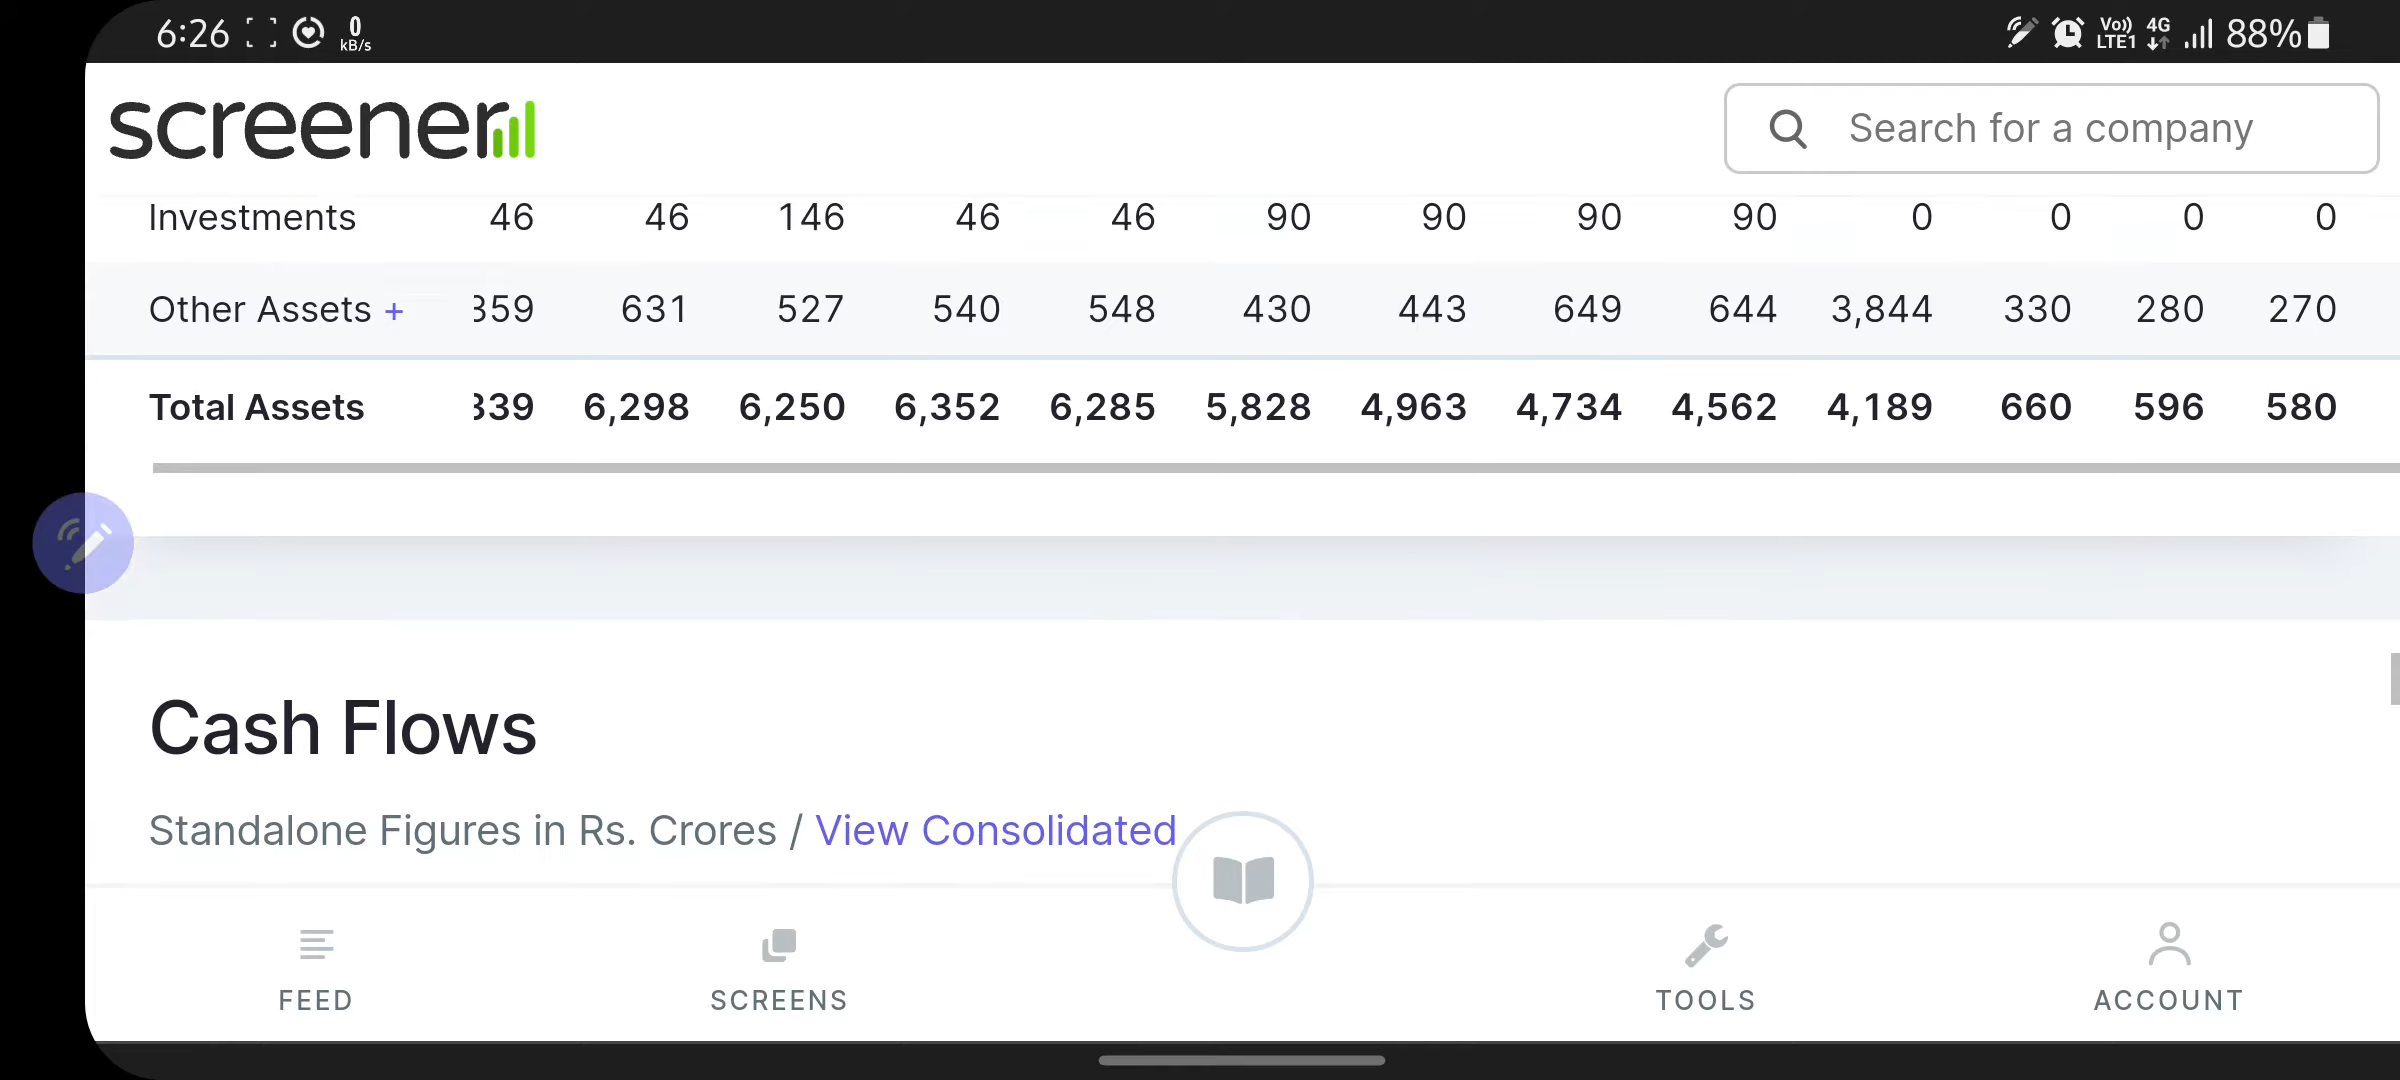 6:26 0 kB/s Vo)) LTE1 4G 88%
screener Search for a company
Investments 46 46 146 46 46 90 90 90 90 0 0 0 0
Other Assets + 359 631 527 540 548 430 443 649 644 3,844 330 280 270
Total Assets 339 6,298 6,250 6,352 6,285 5,828 4,963 4,734 4,562 4,189 660 596 580
Cash Flows
Standalone Figures in Rs. Crores / View Consolidated
FEED SCREENS TOOLS ACCOUNT